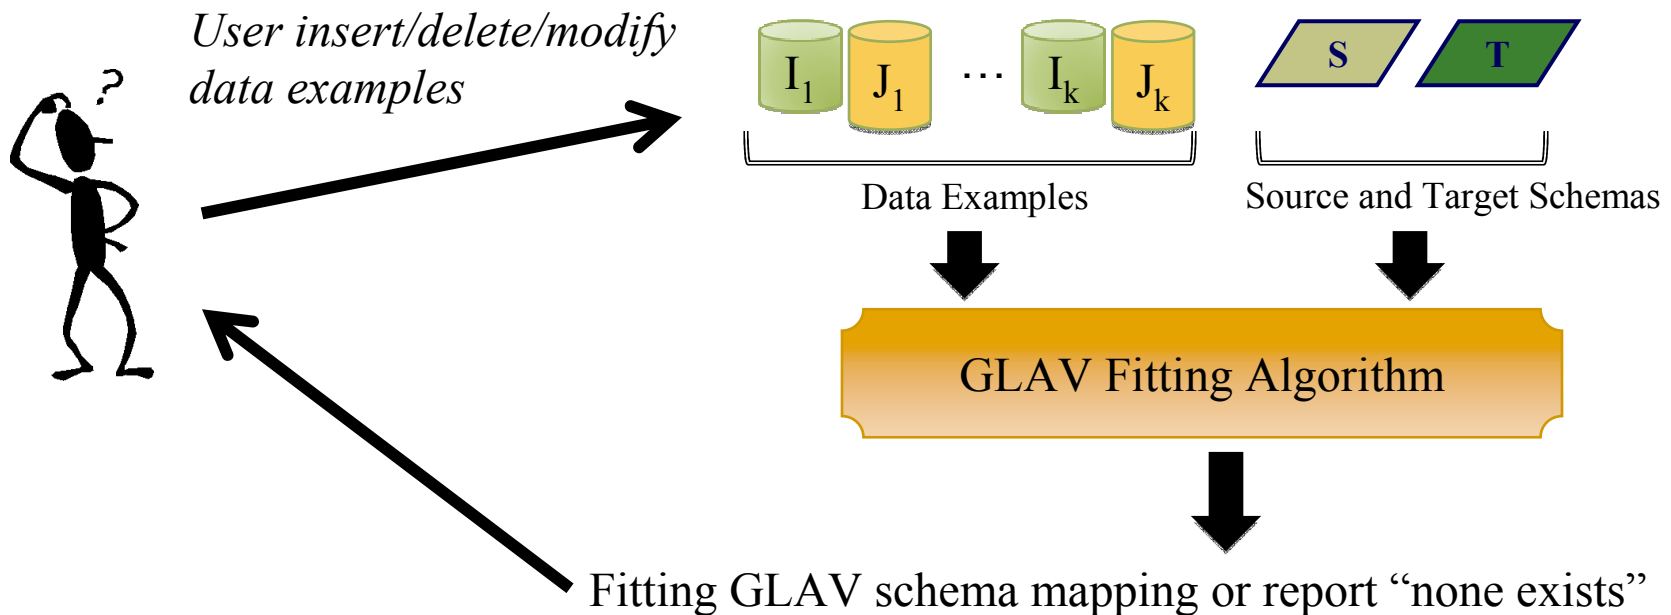 User insert/delete/modify
data examples
?
I₁ J₁ ... Iₖ Jₖ
S T
Data Examples
Source and Target Schemas
GLAV Fitting Algorithm
Fitting GLAV schema mapping or report “none exists”